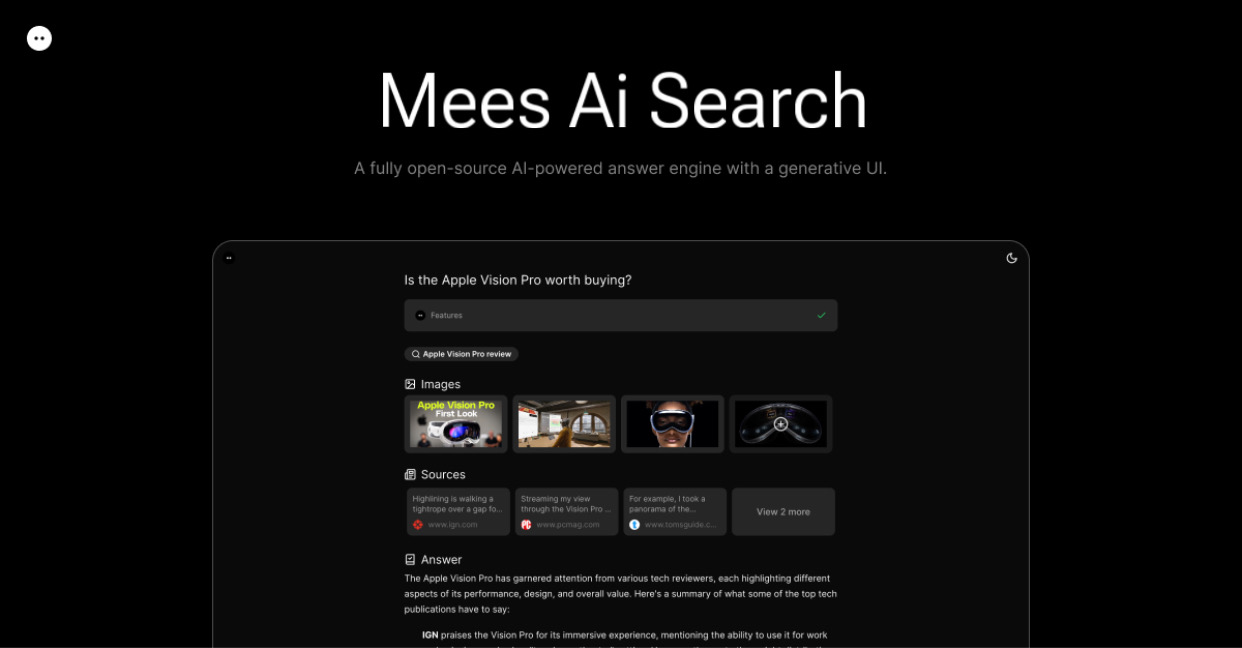 Mees Ai Search
A fully open-source AI-powered answer engine with a generative UI.
Is the Apple Vision Pro worth buying?
Features
Apple Vision Pro review
Images
Apple Vision Pro
First Look
Sources
Highlining is walking a
tightrope over a gap fo...
www.ign.com
Streaming my view
through the Vision Pro ...
www.pcmag.com
For example, I took a
panorama of the...
www.tomsguide.c...
View 2 more
Answer
The Apple Vision Pro has garnered attention from various tech reviewers, each highlighting different
aspects of its performance, design, and overall value. Here's a summary of what some of the top tech
publications have to say:
IGN praises the Vision Pro for its immersive experience, mentioning the ability to use it for work